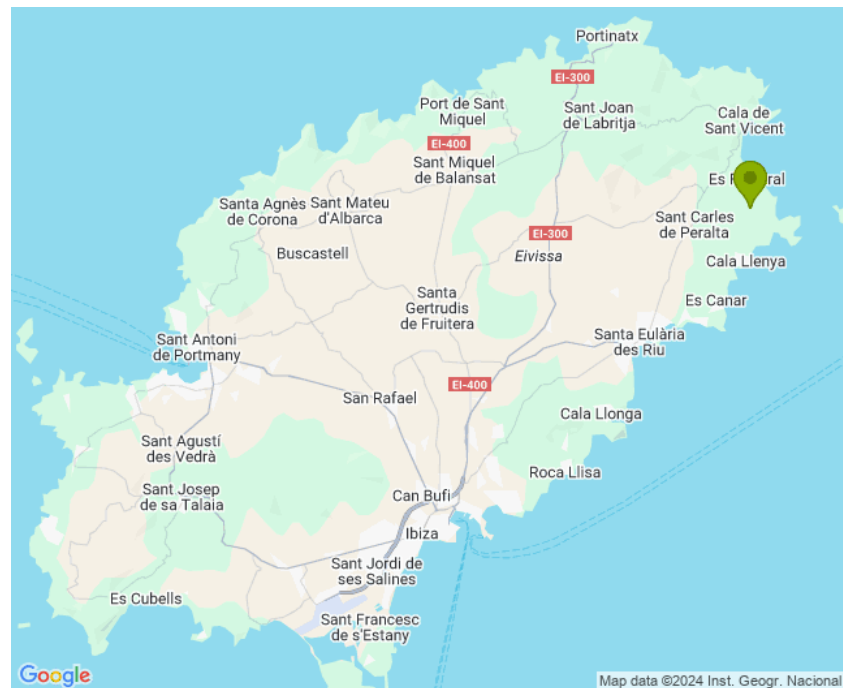 Portinatx
EI-300
Port de Sant
Miquel
Sant Joan
de Labritja
Cala de
Sant Vicent
EI-400
Sant Miquel
de Balansat
Es
ral
Santa Agnès
de Corona
Sant Mateu
d'Albarca
Sant Carles
de Peralta
EI-300
Buscastell
Eivissa
Cala Llenya
Santa
Gertrudis
de Fruitera
Es Canar
Sant Antoni
de Portmany
Santa Eulària
des Riu
EI-400
San Rafael
Cala Llonga
Sant Agustí
des Vedrà
Roca Llisa
Sant Josep
de sa Talaia
Can Bufi
Ibiza
Sant Jordi de
ses Salines
Es Cubells
Sant Francesc
de s'Estany
Google
Map data ©2024 Inst. Geogr. Nacional